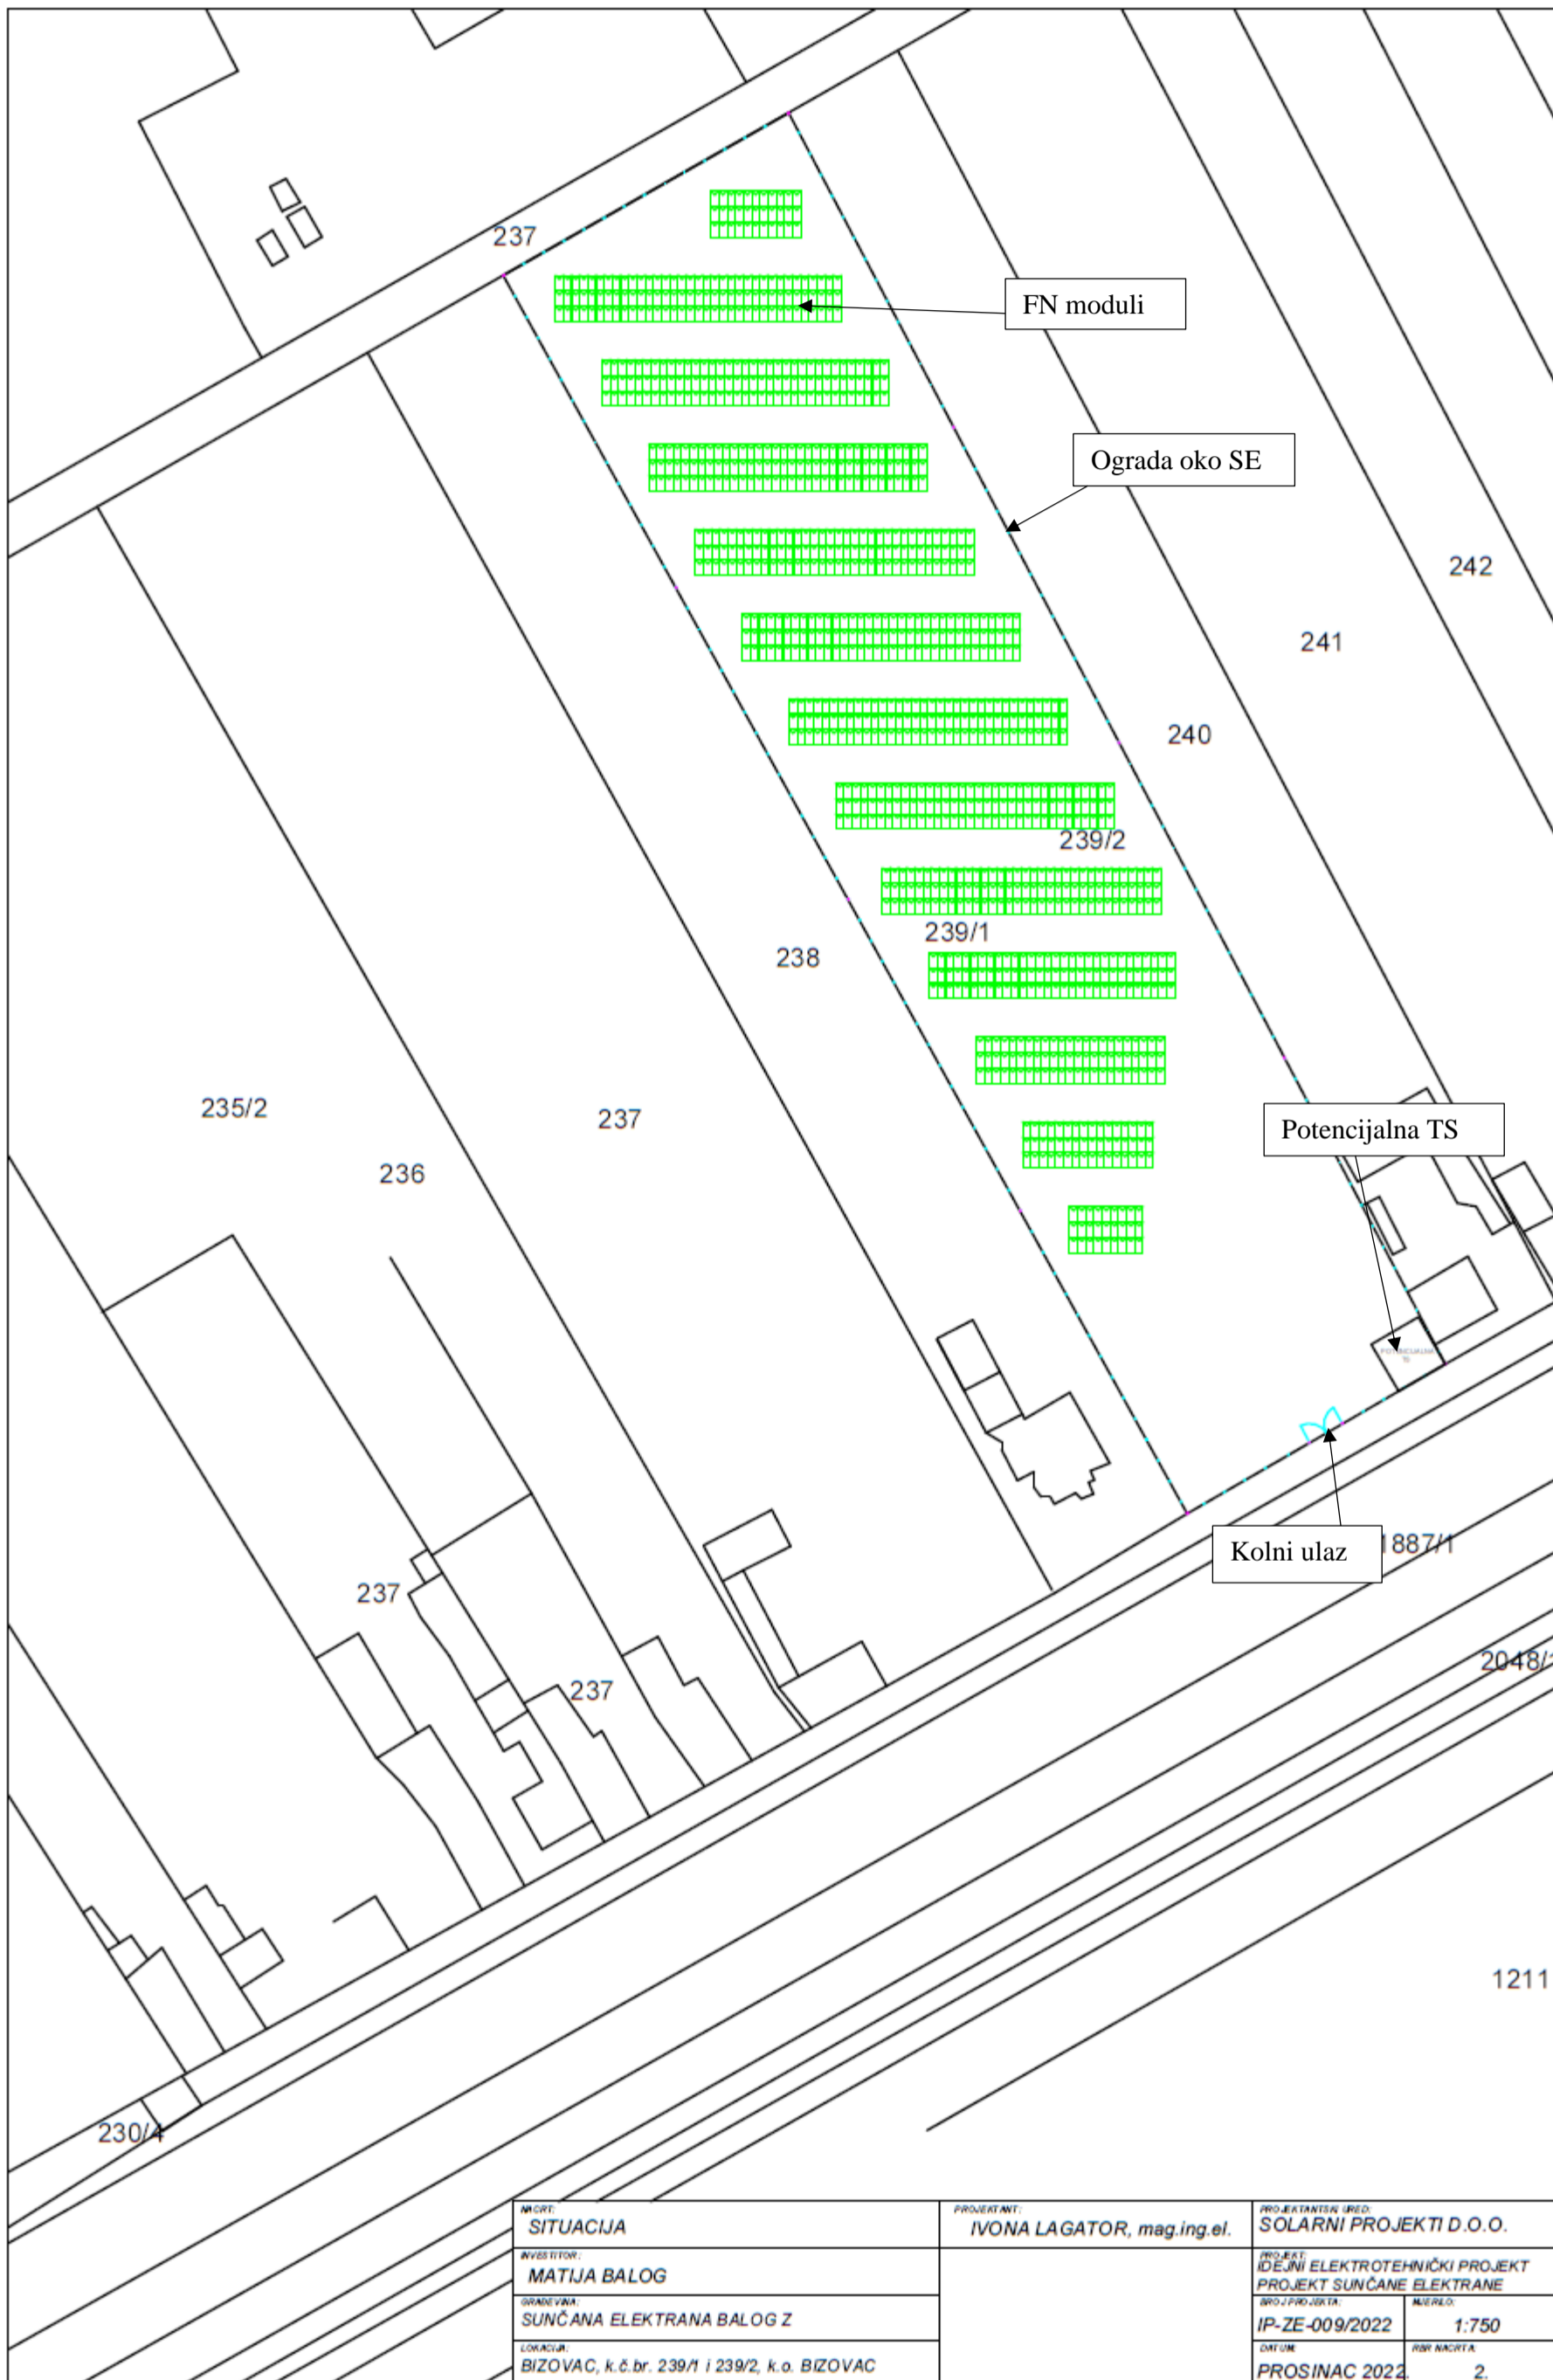 237
FN moduli
Ograda oko SE
242
241
240
239/2
239/1
238
235/2
237
236
Potencijalna TS
POTENCIJALNA
TS
Kolni ulaz
1887/1
237
2048/
237
1211
230/4
NACRT:
SITUACIJA
PROJEKTANT:
IVONA LAGATOR, mag.ing.el.
PROJEKTANTSKI URED:
SOLARNI PROJEKTI D.O.O.
INVESTITOR:
MATIJA BALOG
PROJEKT:
IDEJNI ELEKTROTEHNIČKI PROJEKT
PROJEKT SUNČANE ELEKTRANE
GRAĐEVINA:
SUNČANA ELEKTRANA BALOG Z
BROJ PROJEKTA:
IP-ZE-009/2022
MJERILO:
1:750
LOKACIJA:
BIZOVAC, k.č.br. 239/1 i 239/2, k.o. BIZOVAC
DATUM:
PROSINAC 2022.
RBR NACRTA:
2.